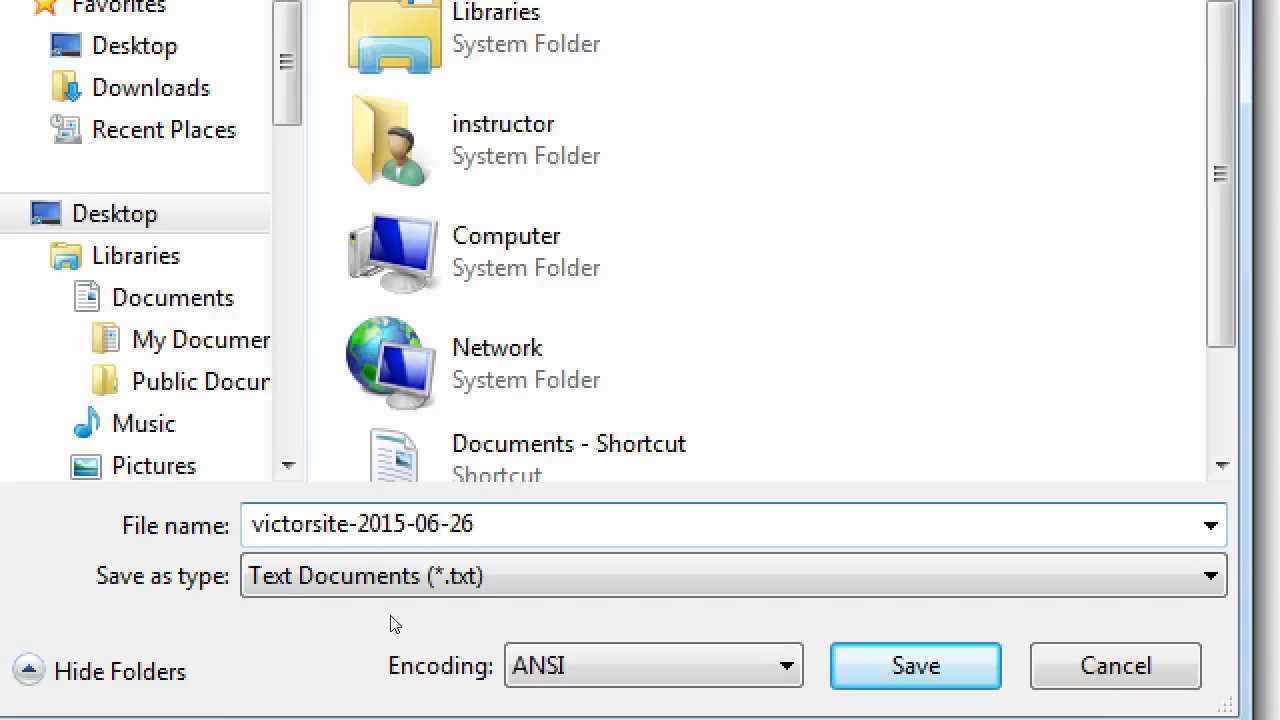 Favorites
Desktop
Downloads
Recent Places
Desktop
Libraries
Documents
My Documen
Public Docun
Music
Pictures
Libraries
System Folder
instructor
System Folder
Computer
System Folder
Network
System Folder
Documents - Shortcut
Shortcut
File name: victorsite-2015-06-26
Save as type: Text Documents (*.txt)
Hide Folders
Encoding: ANSI
Save
Cancel